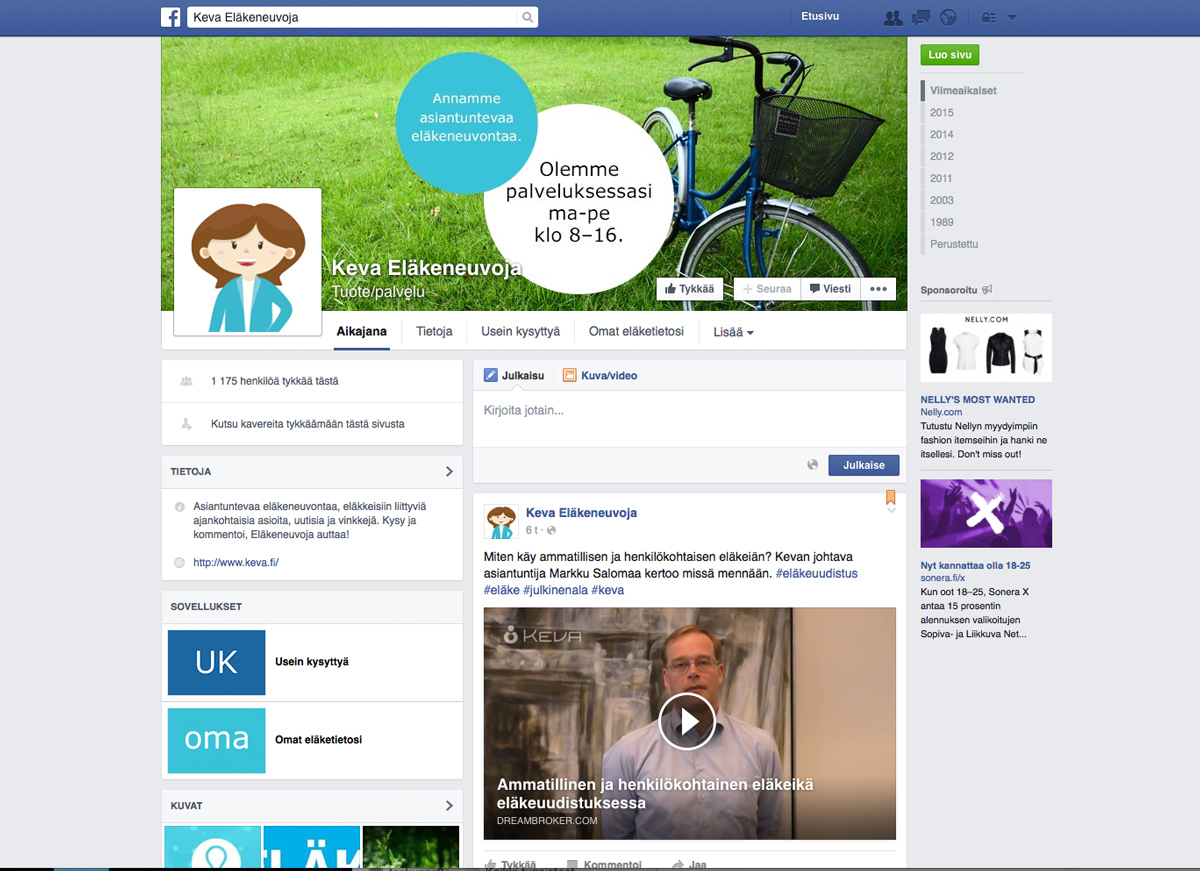 Keva Eläkeneuvoja
Etusivu
Annamme
asiantuntevaa
eläkeneuvontaa.
Olemme
palveluksessasi
ma-pe
klo 8–16.
Keva Eläkeneuvoja
Tuote/palvelu
Tykkää
Seuraa
Viesti
Aikajana
Tietoja
Usein kysyttyä
Omat eläketietosi
Lisää
1 175 henkilöä tykkää tästä
Kutsu kavereita tykkäämään tästä sivusta
TIETOJA
Asiantuntevaa eläkeneuvontaa, eläkkeisiin liittyviä
ajankohtaisia asioita, uutisia ja vinkkejä. Kysy ja
kommentoi, Eläkeneuvoja auttaa!
http://www.keva.fi/
SOVELLUKSET
UK
Usein kysyttyä
oma
Omat eläketietosi
KUVAT
Julkaisu
Kuva/video
Kirjoita jotain...
Julkaise
Keva Eläkeneuvoja
6 t ·
Miten käy ammatillisen ja henkilökohtaisen eläkeiän? Kevan johtava
asiantuntija Markku Salomaa kertoo missä mennään. #eläkeuudistus
#eläke #julkinenala #keva
KEVA
Ammatillinen ja henkilökohtainen eläkeikä
eläkeuudistuksessa
DREAMBROKER.COM
Tykkää
Kommentoi
Jaa
Luo sivu
Viimeaikaiset
2015
2014
2012
2011
2003
1989
Perustettu
Sponsoroitu
NELLY.COM
NELLY'S MOST WANTED
Nelly.com
Tutustu Nellyn myydyimpiin
fashion itemseihin ja hanki ne
itsellesi. Don't miss out!
Nyt kannattaa olla 18-25
sonera.fi/x
Kun oot 18–25, Sonera X
antaa 15 prosentin
alennuksen valikoitujen
Sopiva- ja Liikkuva Net...